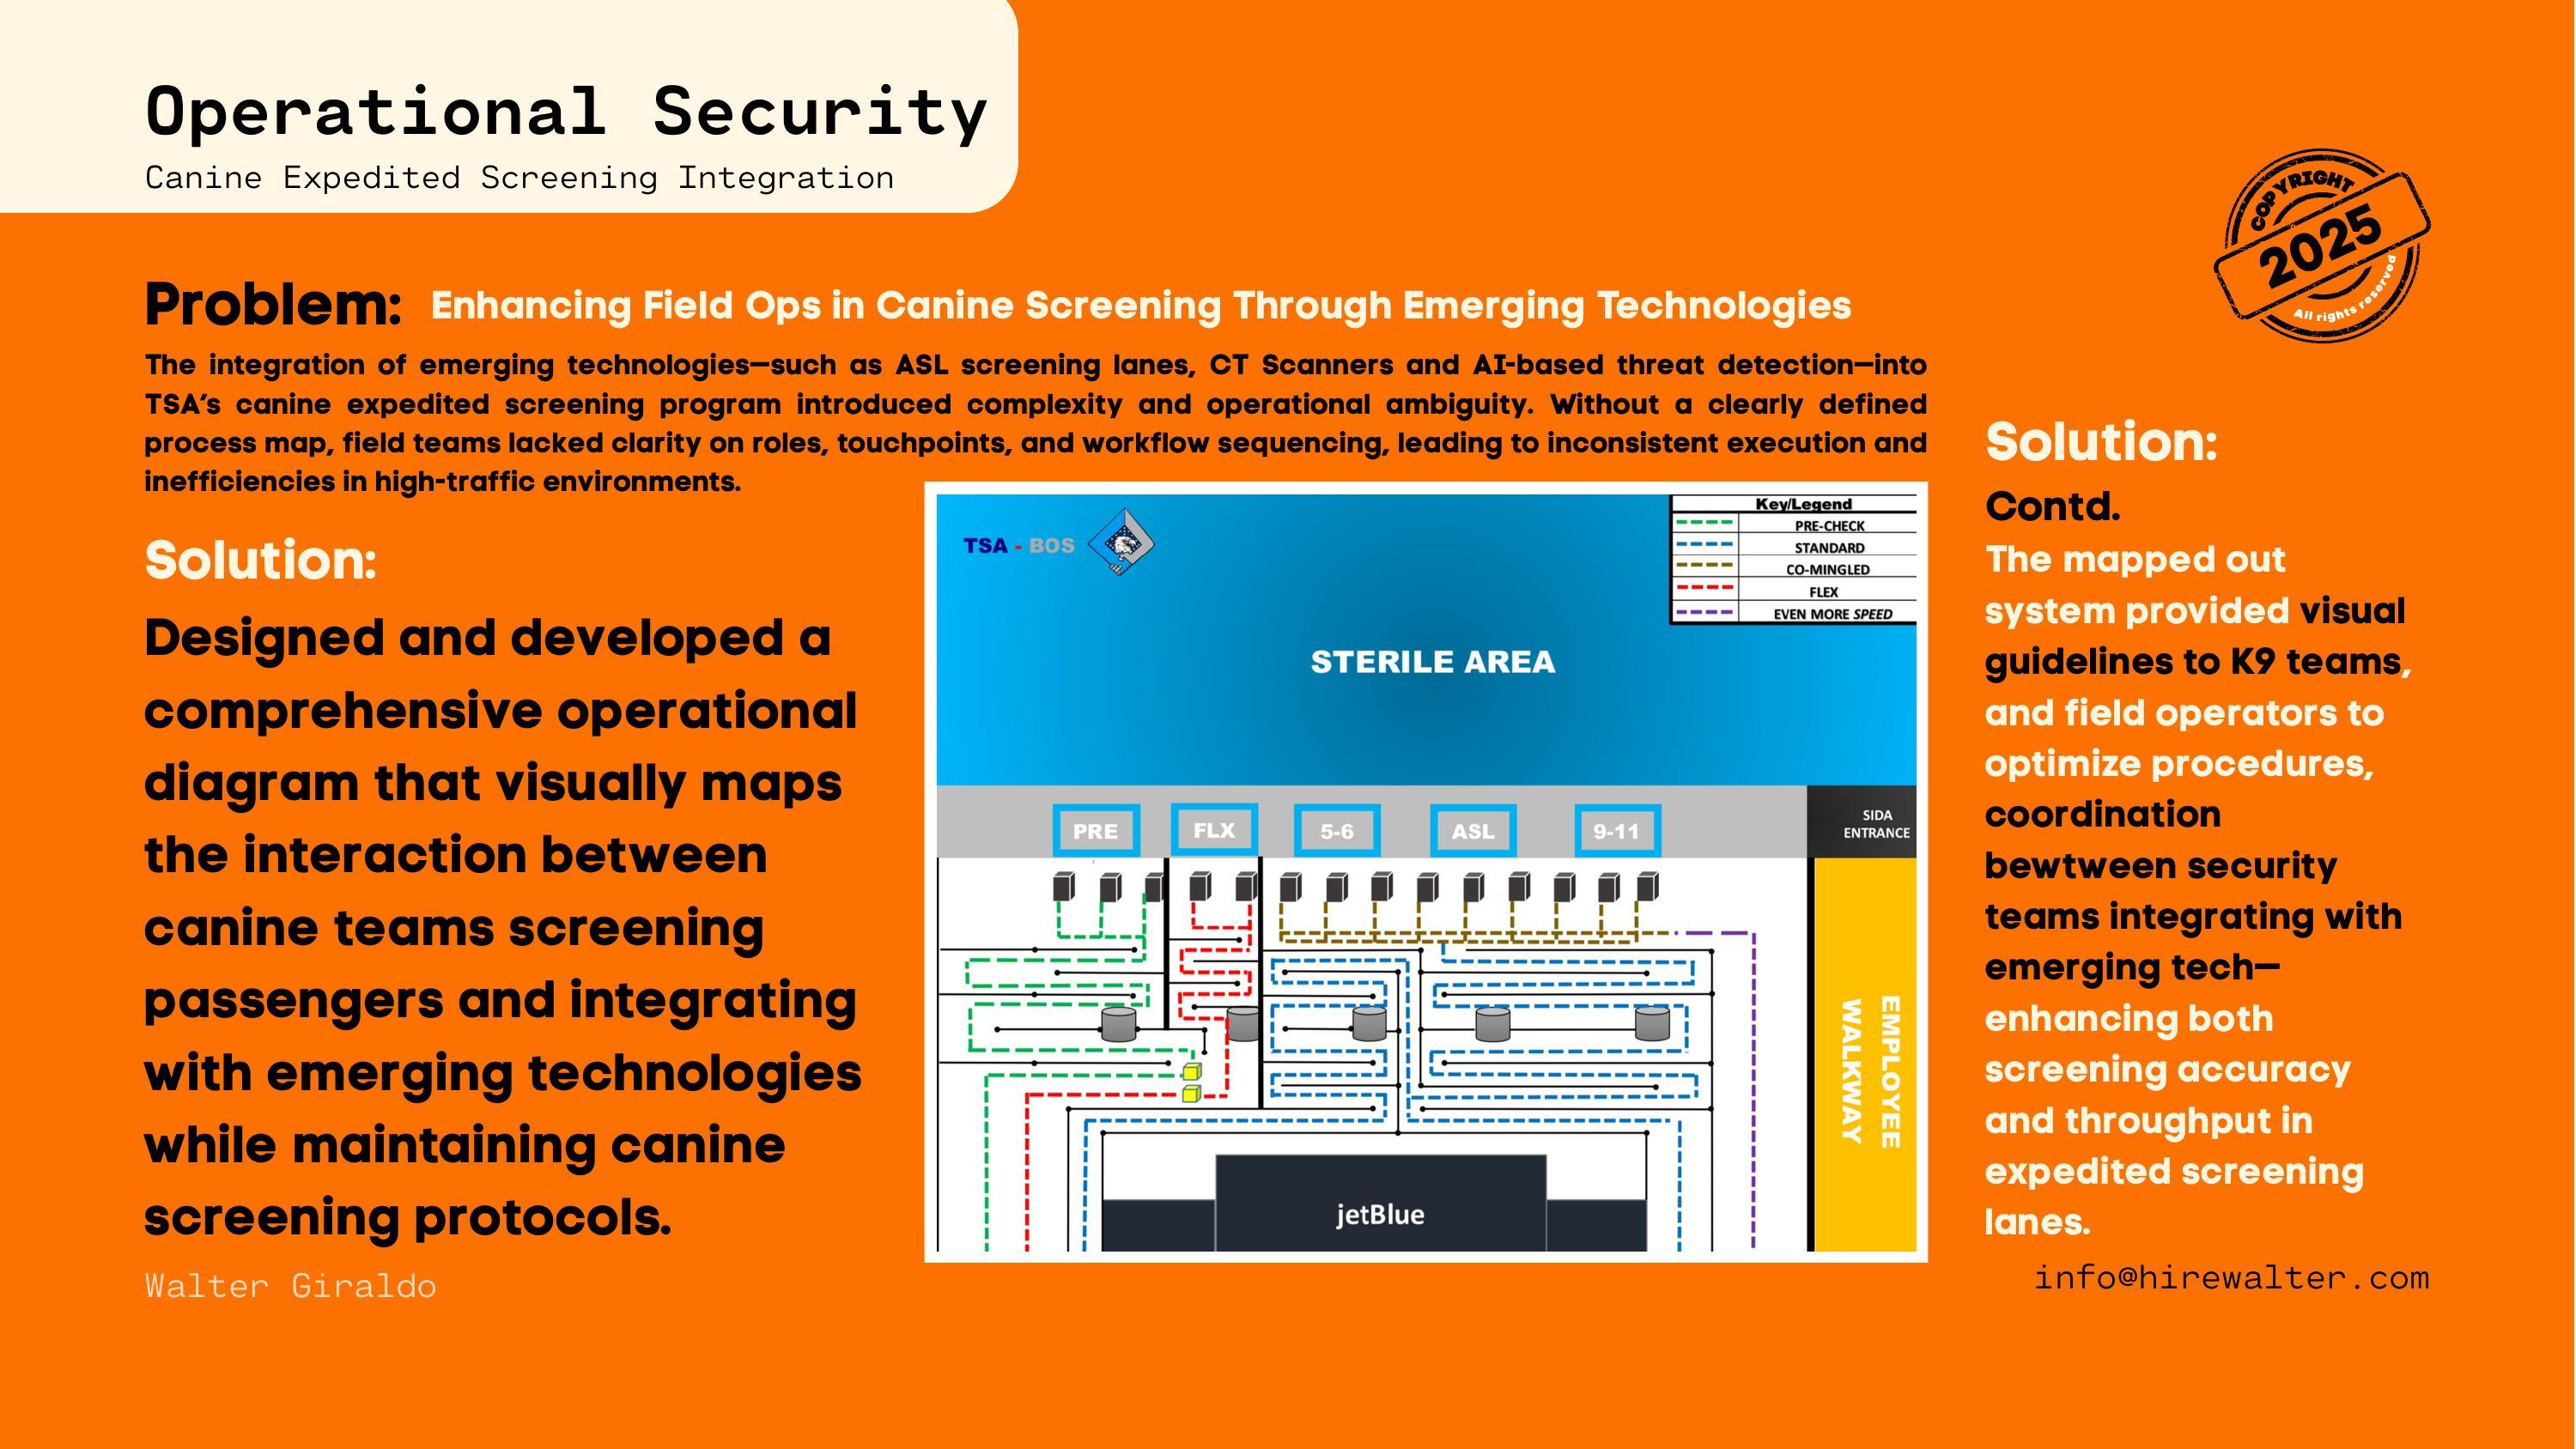 Operational Security
Canine Expedited Screening Integration
COPYRIGHT
2025
All rights reserved
Problem: Enhancing Field Ops in Canine Screening Through Emerging Technologies
The integration of emerging technologies—such as ASL screening lanes, CT Scanners and AI-based threat detection—into
TSA’s canine expedited screening program introduced complexity and operational ambiguity. Without a clearly defined
process map, field teams lacked clarity on roles, touchpoints, and workflow sequencing, leading to inconsistent execution and
inefficiencies in high-traffic environments.
Solution:
Designed and developed a
comprehensive operational
diagram that visually maps
the interaction between
canine teams screening
passengers and integrating
with emerging technologies
while maintaining canine
screening protocols.
Walter Giraldo
TSA - BOS
Key/Legend
PRE-CHECK
STANDARD
CO-MINGLED
FLEX
EVEN MORE SPEED
STERILE AREA
PRE
FLX
5-6
ASL
9-11
SIDA
ENTRANCE
EMPLOYEE
WALKWAY
jetBlue
Solution:
Contd.
The mapped out
system provided visual
guidelines to K9 teams,
and field operators to
optimize procedures,
coordination
bewtween security
teams integrating with
emerging tech—
enhancing both
screening accuracy
and throughput in
expedited screening
lanes.
info@hirewalter.com